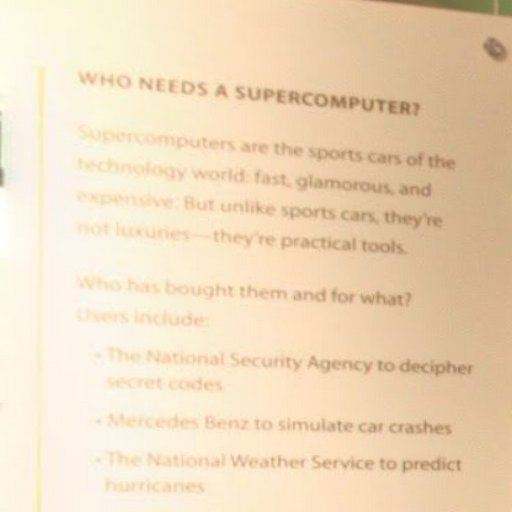 WHO NEEDS A SUPERCOMPUTER?
Supercomputers are the sports cars of the
technology world: fast, glamorous, and
expensive. But unlike sports cars, they're
not luxuries—they're practical tools.
Who has bought them and for what?
Users include:
• The National Security Agency to decipher
secret codes
• Mercedes Benz to simulate car crashes
• The National Weather Service to predict
hurricanes